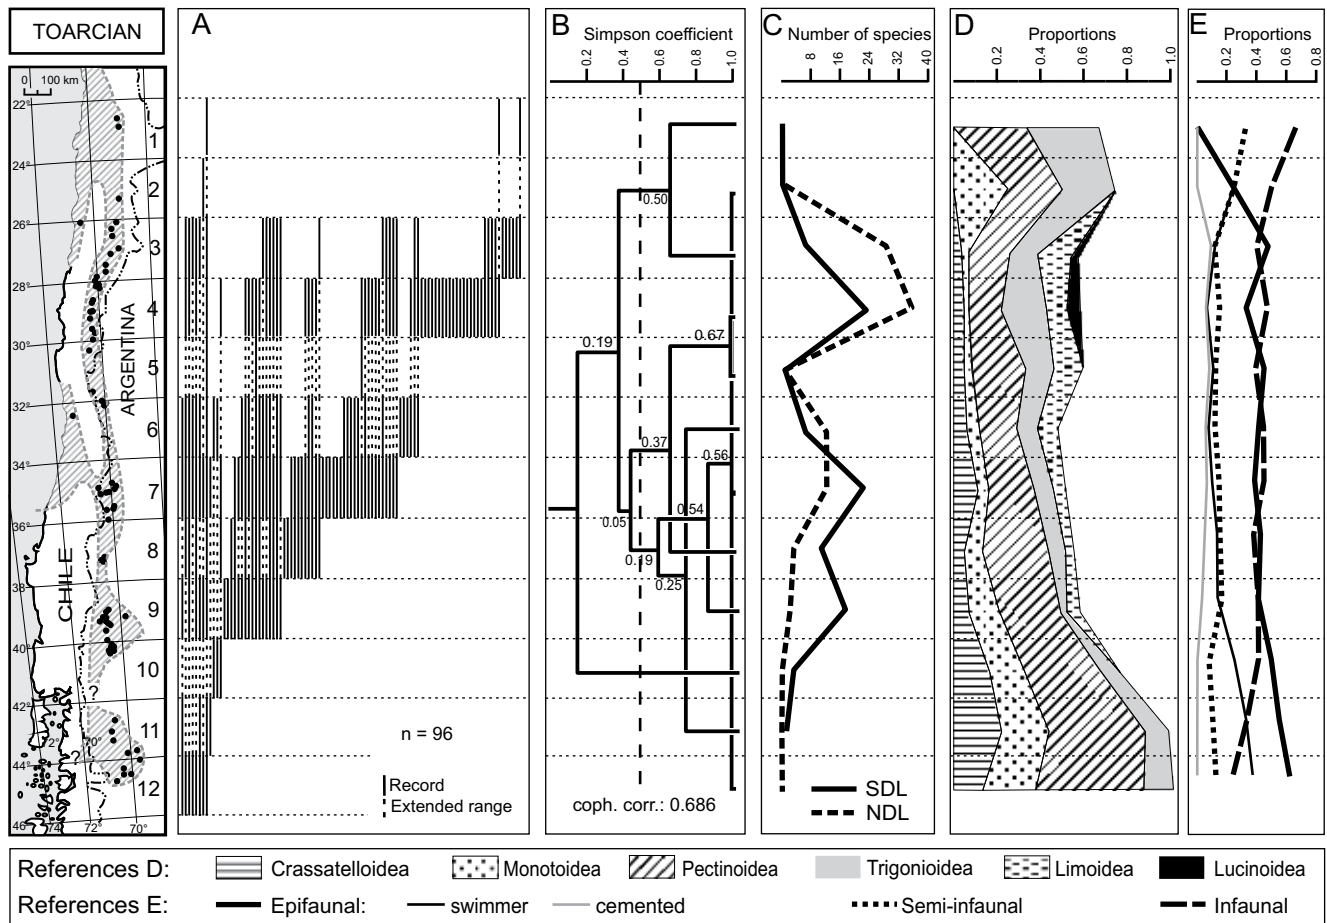 TOARCIAN
0 100 km
22°
24°
26°
28°
30°
32°
34°
36°
38°
40°
42°
44°
46
74°
72°
70°
72°
70°
?
?
ARGENTINA
CHILE
1
2
3
4
5
6
7
8
9
10
11
12
A
n = 96
Record
Extended range
B
Simpson coefficient
0.2 0.4 0.6 0.8 1.0
0.50
0.19
0.67
0.37
0.56
0.05
0.54
0.19
0.25
coph. corr.: 0.686
C
Number of species
8 16 24 32 40
SDL
NDL
D
Proportions
0.2 0.4 0.6 0.8 1.0
E
Proportions
0.2 0.4 0.6 0.8
References D: Crassatelloidea Monotoidea Pectinoidea Trigonioidea Limoidea Lucinoidea
References E: Epifaunal: swimmer cemented Semi-infaunal Infaunal